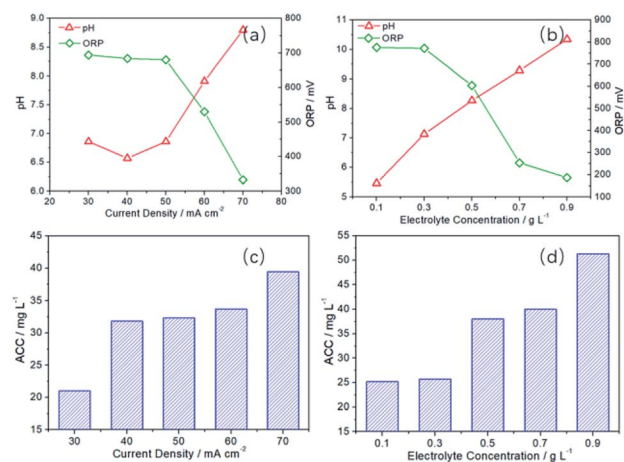 (a)
pH
ORP
9.0
8.5
8.0
7.5
7.0
6.5
6.0
pH
800
700
600
500
400
300
ORP / mV
20 30 40 50 60 70 80
Current Density / mA cm⁻²
(b)
pH
ORP
11
10
9
8
7
6
5
pH
900
800
700
600
500
400
300
200
100
ORP / mV
0.1 0.3 0.5 0.7 0.9
Electrolyte Concentration / g L⁻¹
(c)
45
40
35
30
25
20
15
ACC / mg L⁻¹
30 40 50 60 70
Current Density / mA cm⁻²
(d)
55
50
45
40
35
30
25
20
15
ACC / mg L⁻¹
0.1 0.3 0.5 0.7 0.9
Electrolyte Concentration / g L⁻¹